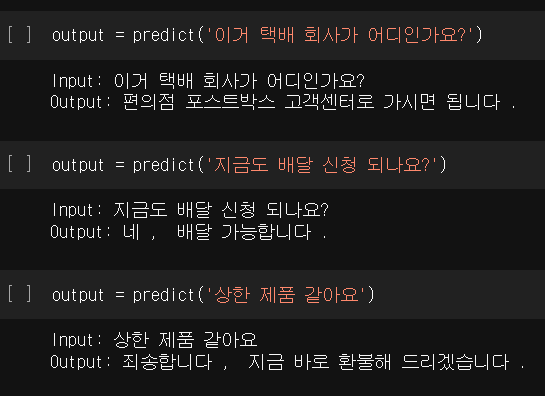 [ ] output = predict('이거 택배 회사가 어디인가요?')
Input: 이거 택배 회사가 어디인가요?
Output: 편의점 포스트박스 고객센터로 가시면 됩니다 .
[ ] output = predict('지금도 배달 신청 되나요?')
Input: 지금도 배달 신청 되나요?
Output: 네 ,  배달 가능합니다 .
[ ] output = predict('상한 제품 같아요')
Input: 상한 제품 같아요
Output: 죄송합니다 ,  지금 바로 환불해 드리겠습니다 .